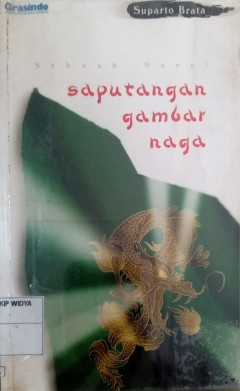 Grasindo
Suparto Brata
Sebuah Novel
saputangan
gambar
naga
KIP WIDYA